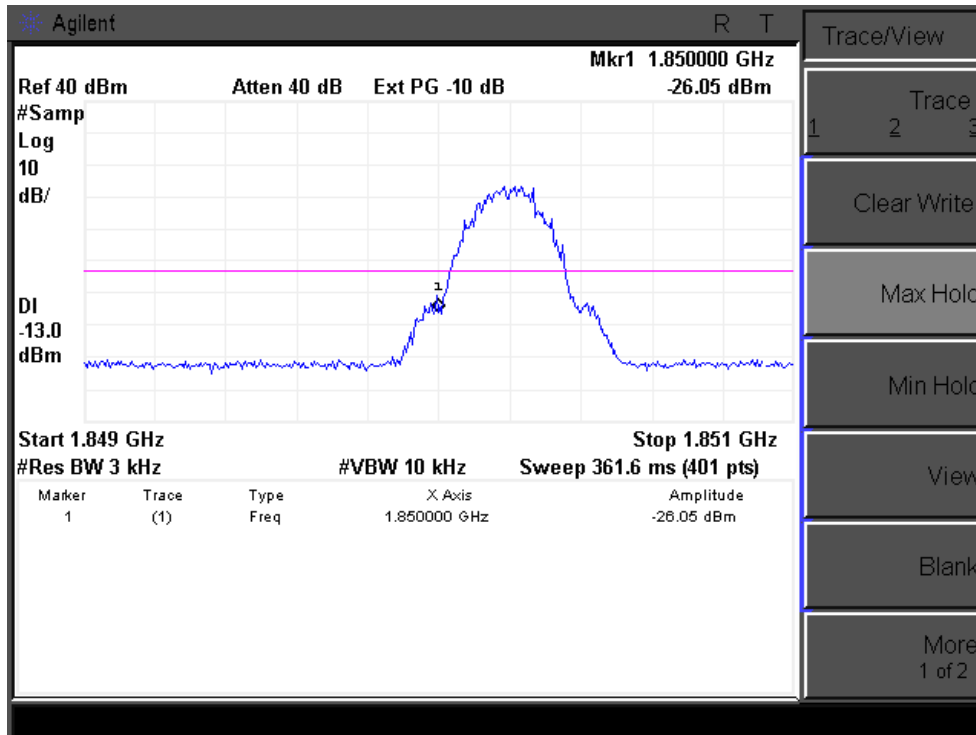 Agilent R T
Trace/View
Mkr1 1.850000 GHz
Ref 40 dBm Atten 40 dB Ext PG -10 dB -26.05 dBm
#Samp
Log
10
dB/
1
DI
-13.0
dBm
Start 1.849 GHz Stop 1.851 GHz
#Res BW 3 kHz #VBW 10 kHz Sweep 361.6 ms (401 pts)
Marker Trace Type X Axis Amplitude
1 (1) Freq 1.850000 GHz -26.05 dBm
Trace
1 2 3
Clear Write
Max Hold
Min Hold
View
Blank
More
1 of 2